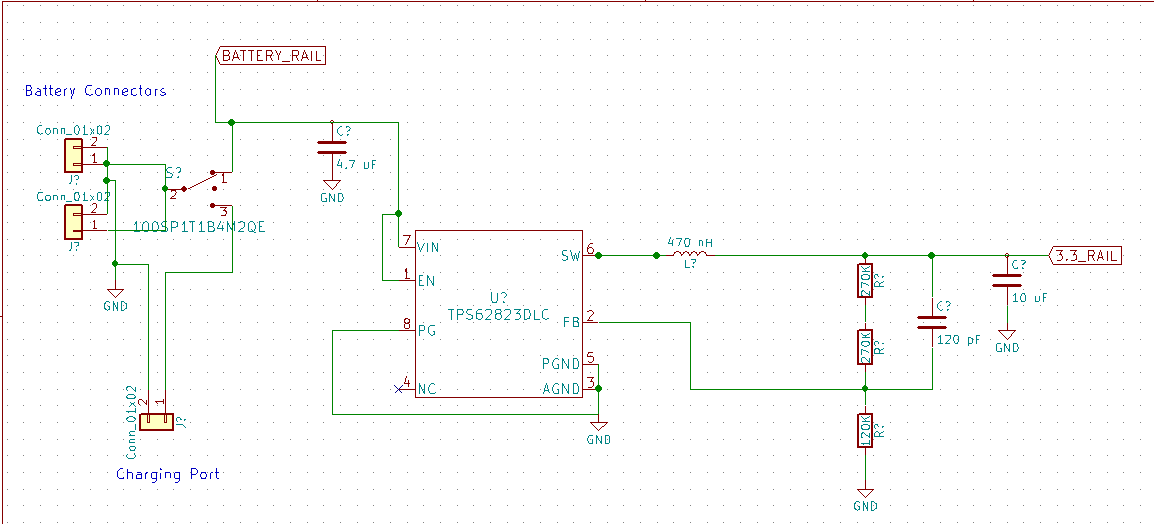 BATTERY_RAIL
Battery Connectors
Conn_01x02
2
1
J?
Conn_01x02
2
1
J?
S?
1
2
3
100SP1T1B4M2QE
C?
4.7 uF
GND
GND
7 VIN
1 EN
8 PG
4 NC
U?
TPS62823DLC
SW 6
FB 2
PGND 5
AGND 3
GND
470 nH
L?
270K
R?
270K
R?
120K
R?
GND
C?
120 pF
3.3_RAIL
C?
10 uF
GND
Conn_01x02
2
1
J?
Charging Port